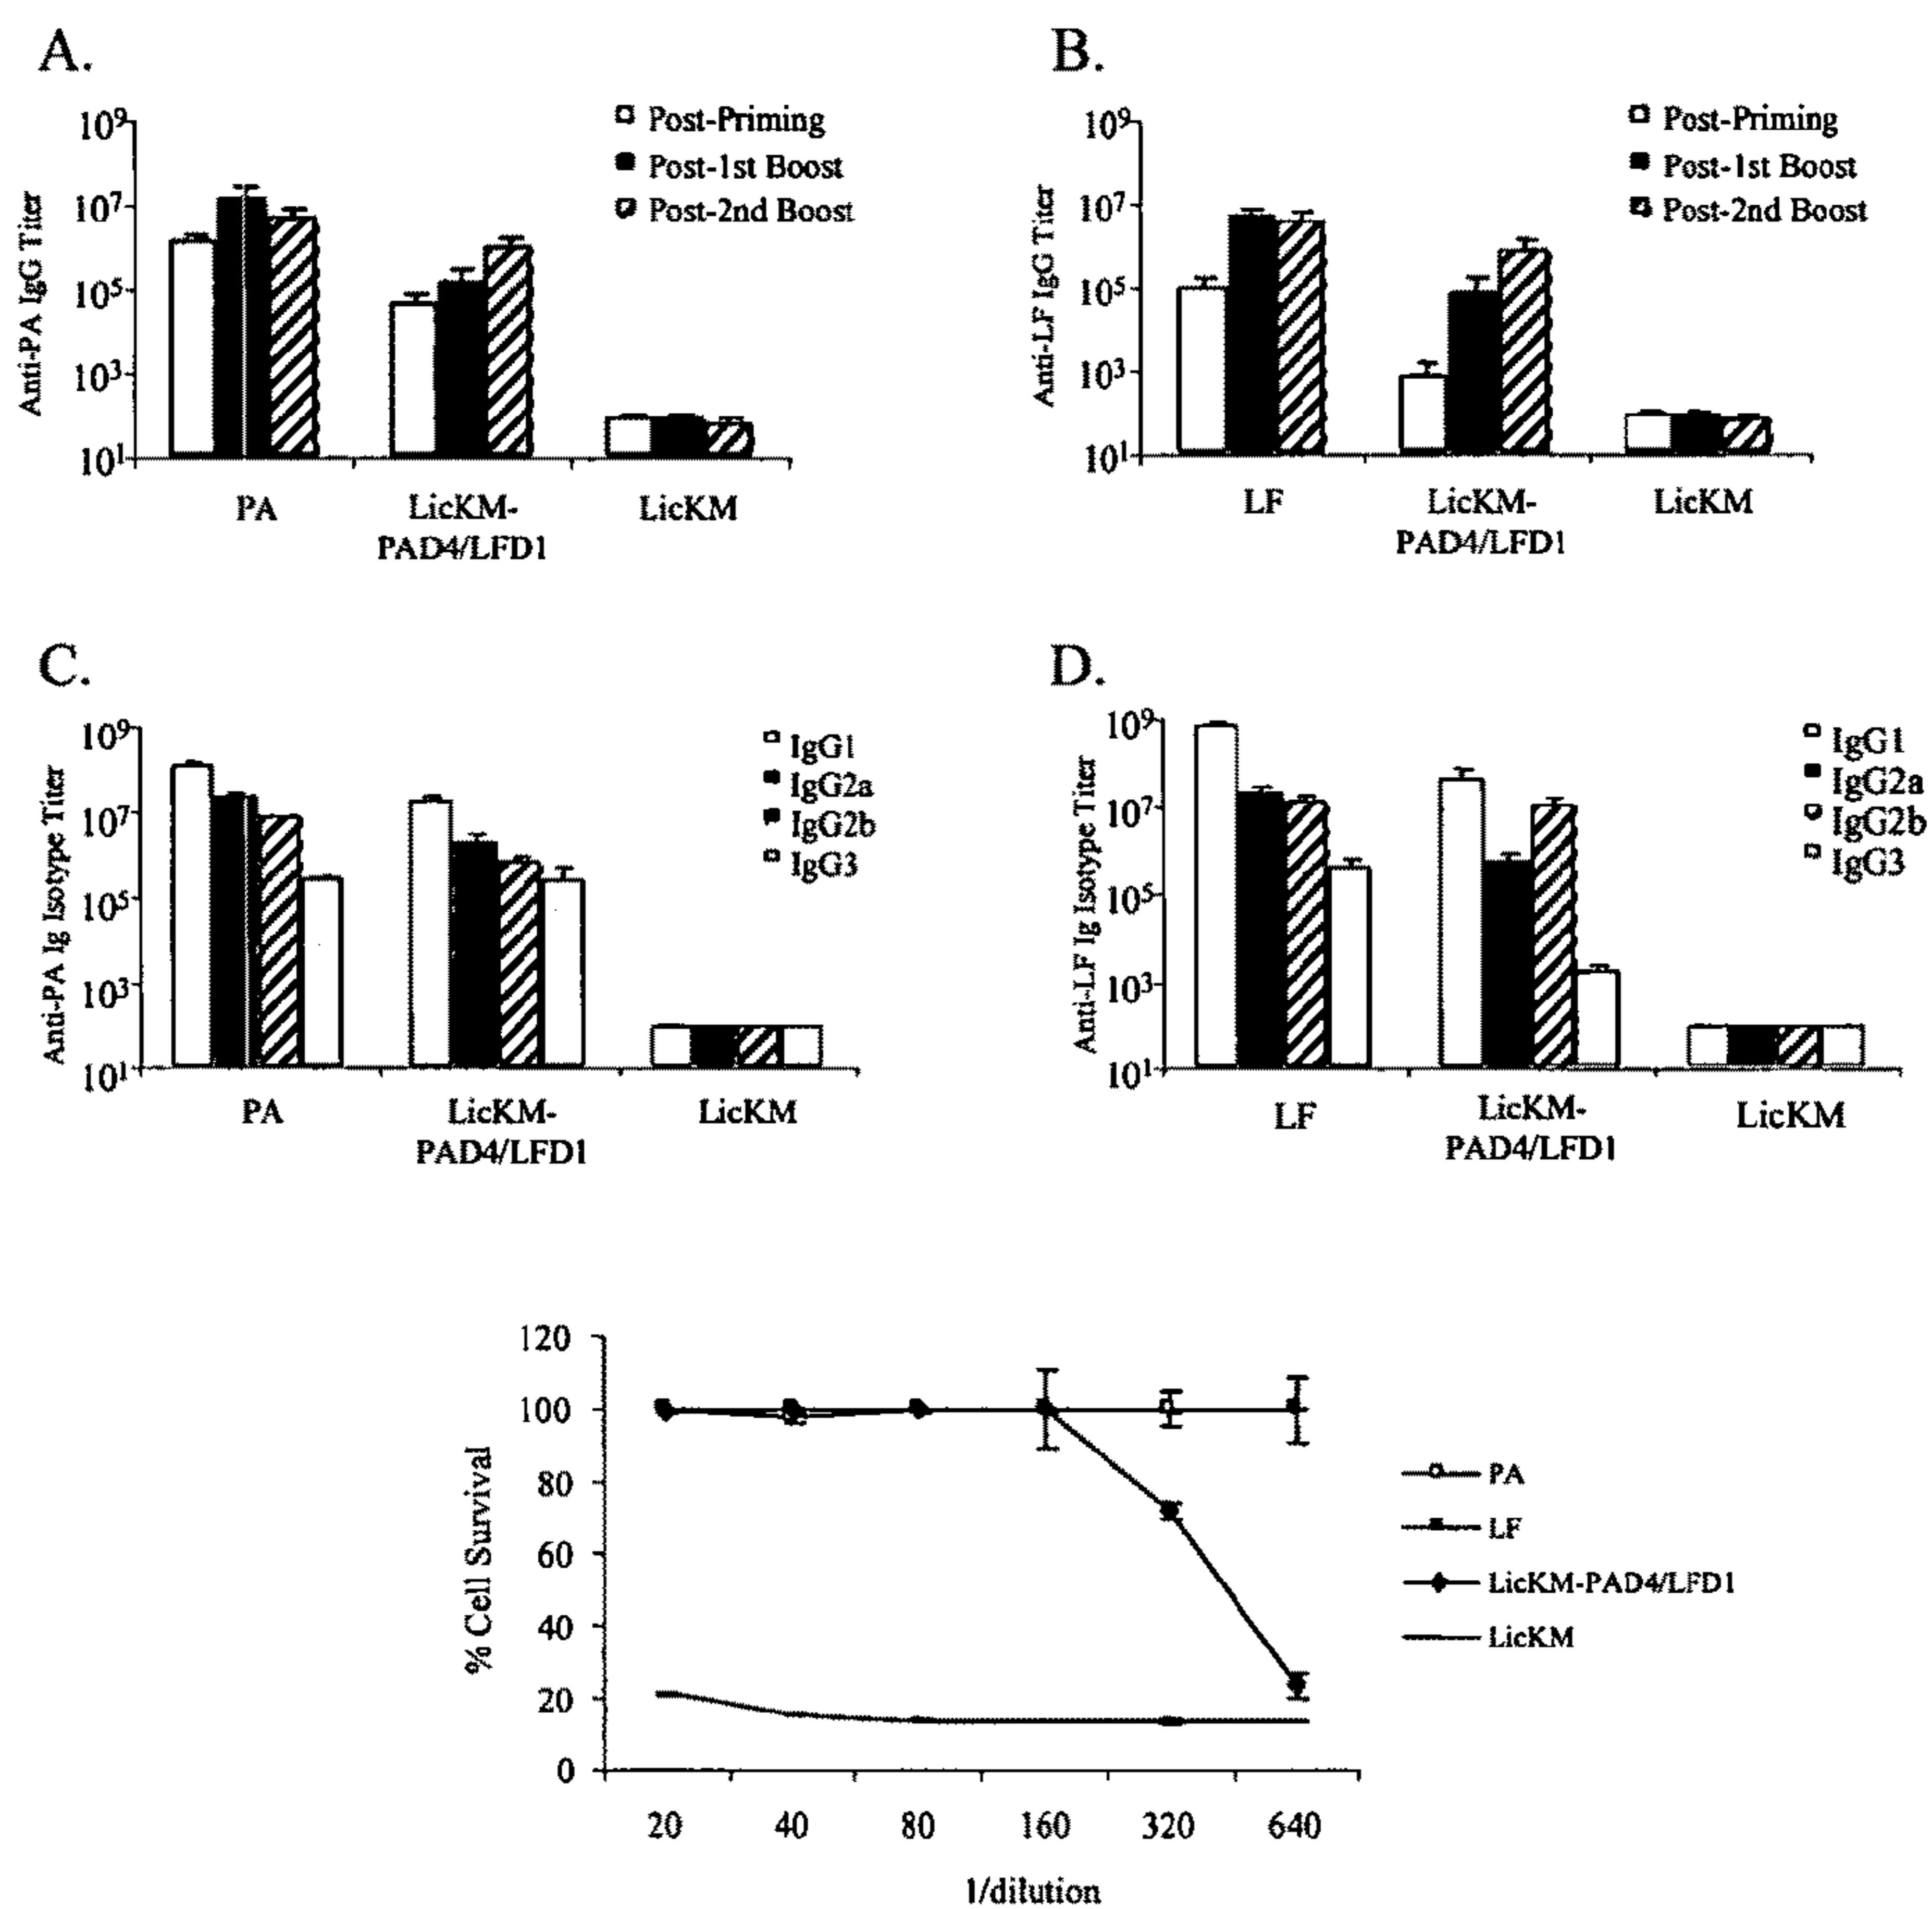 A.
Anti-PA IgG Titer
10⁹
10⁷
10⁵
10³
10¹
Post-Priming
Post-1st Boost
Post-2nd Boost
PA
LicKM-
PAD4/LFD1
LicKM
B.
Anti-LF IgG Titer
10⁹
10⁷
10⁵
10³
10¹
Post-Priming
Post-1st Boost
Post-2nd Boost
LF
LicKM-
PAD4/LFD1
LicKM
C.
Anti-PA Ig Isotype Titer
10⁹
10⁷
10⁵
10³
10¹
IgG1
IgG2a
IgG2b
IgG3
PA
LicKM-
PAD4/LFD1
LicKM
D.
Anti-LF Ig Isotype Titer
10⁹
10⁷
10⁵
10³
10¹
IgG1
IgG2a
IgG2b
IgG3
LF
LicKM-
PAD4/LFD1
LicKM
% Cell Survival
120
100
80
60
40
20
0
20 40 80 160 320 640
1/dilution
PA
LF
LicKM-PAD4/LFD1
LicKM